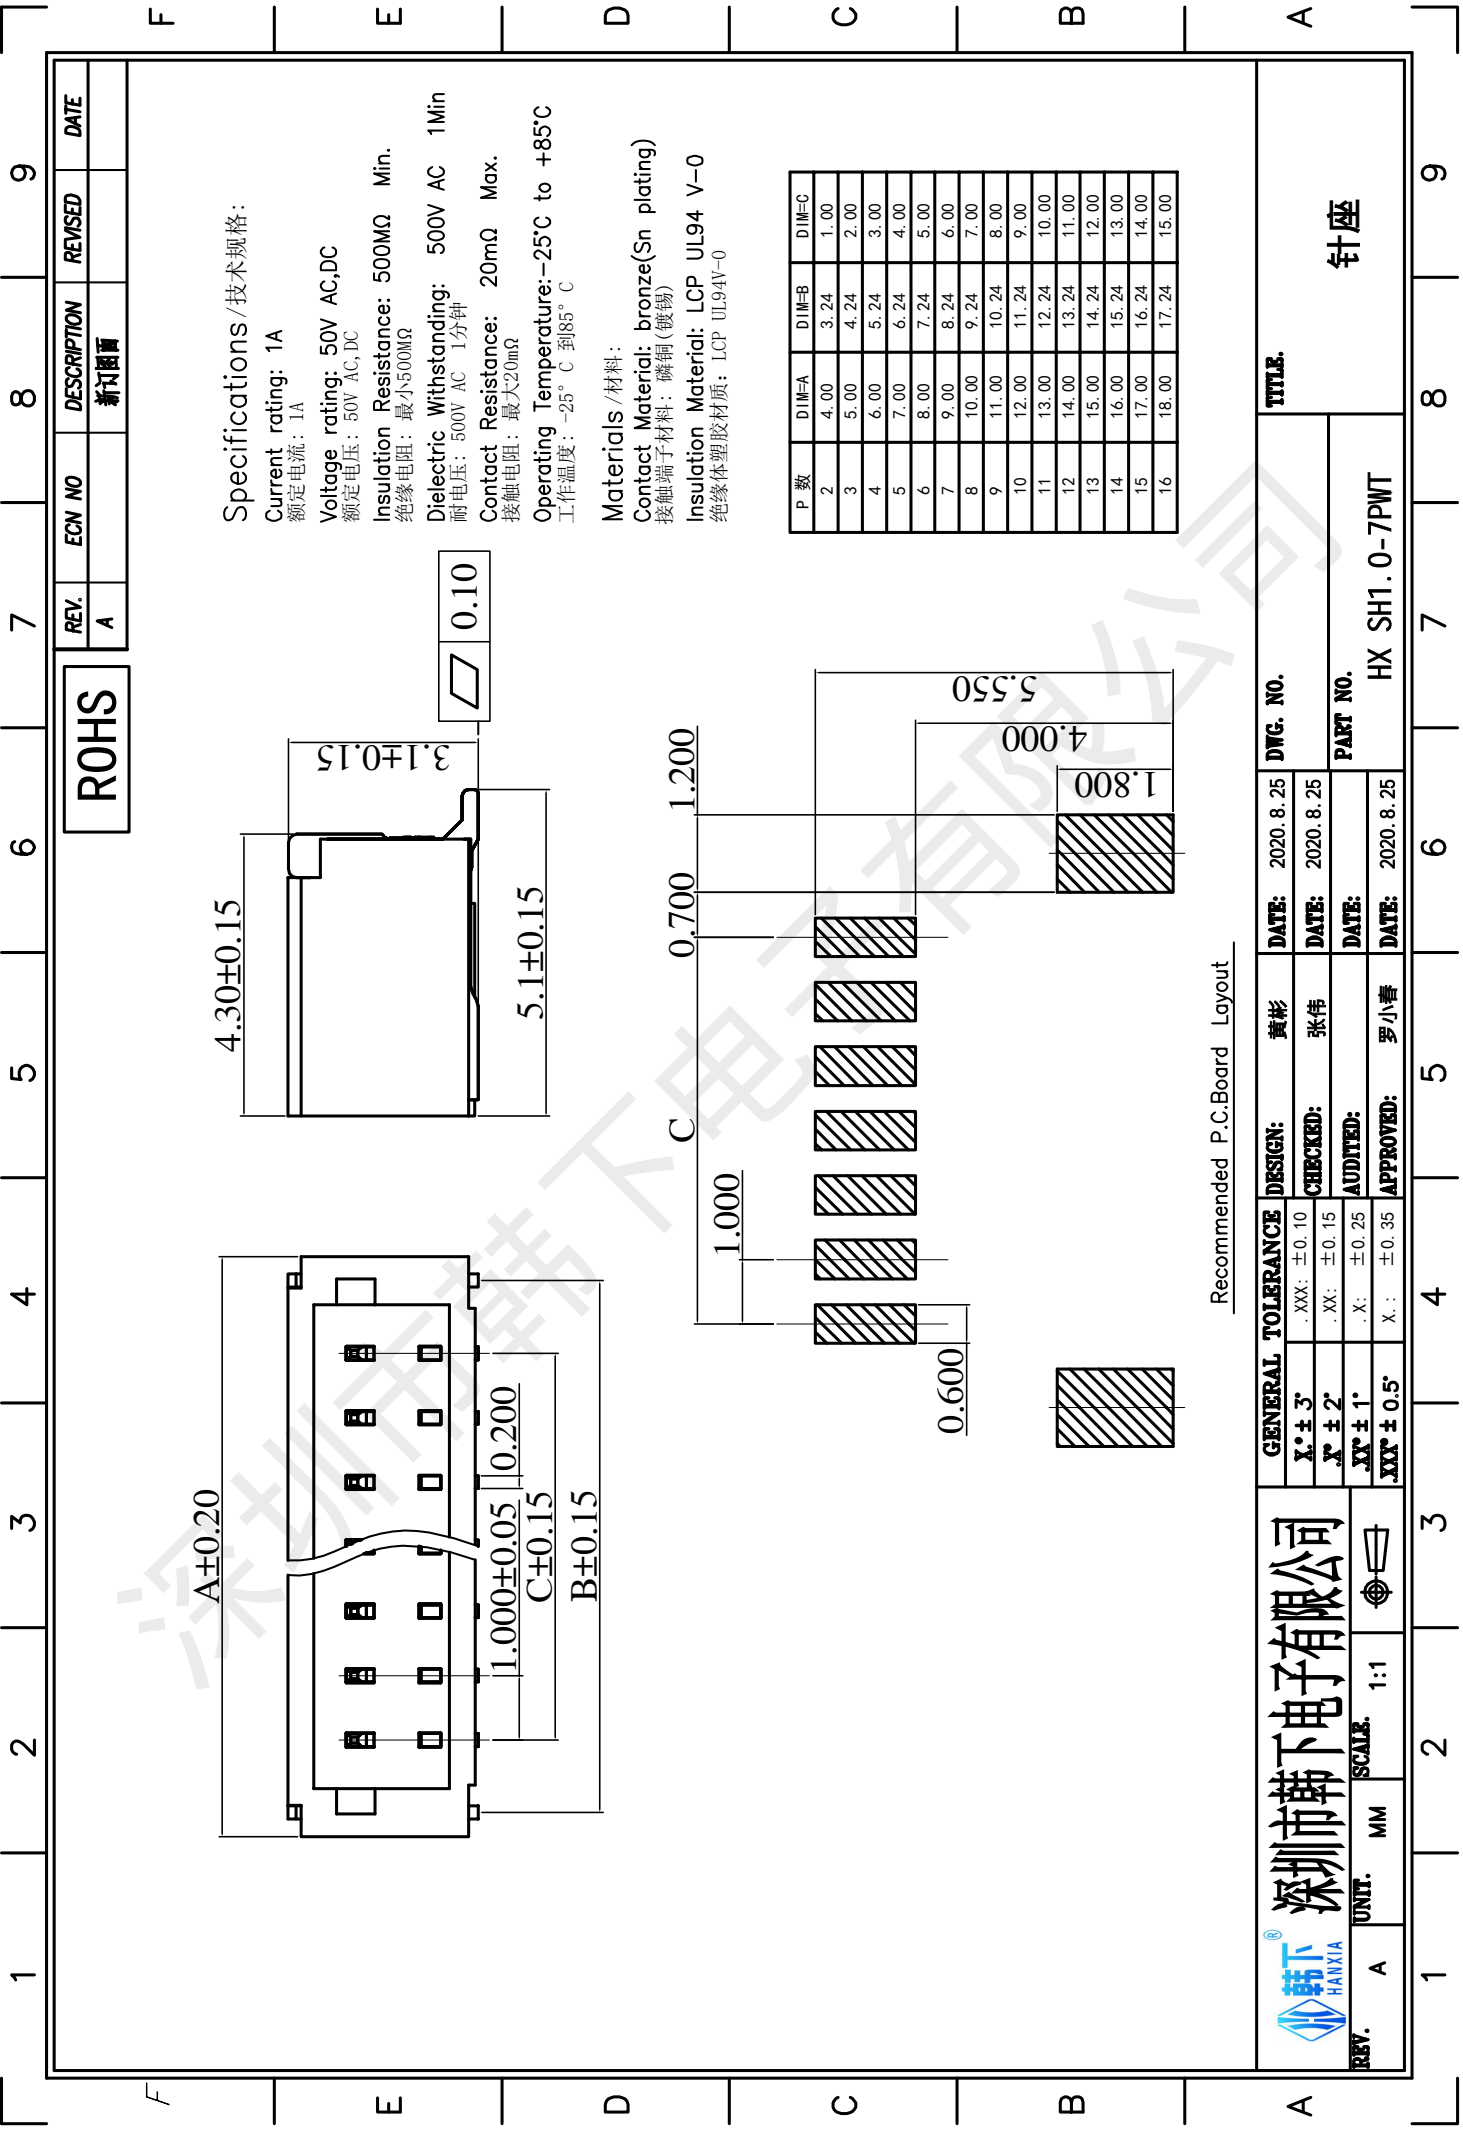 1 2 3 4 5 6 7 8 9
F
E
D
C
B
A
ROHS
REV. ECN NO DESCRIPTION REVISED DATE
A 新订图面
Specifications/技术规格:
Current rating: 1A
额定电流: 1A
Voltage rating: 50V AC,DC
额定电压: 50V AC,DC
Insulation Resistance: 500MΩ Min.
绝缘电阻: 最小500MΩ
Dielectric Withstanding: 500V AC 1Min
耐电压: 500V AC 1分钟
Contact Resistance: 20mΩ Max.
接触电阻: 最大20mΩ
Operating Temperature:-25℃ to +85℃
工作温度: -25° C 到85° C
Materials/材料:
Contact Material: bronze(Sn plating)
接触端子材料: 磷铜(镀锡)
Insulation Material: LCP UL94 V-0
绝缘体塑胶材质: LCP UL94V-0
A±0.20
1.000±0.05
0.200
C±0.15
B±0.15
4.30±0.15
3.1±0.15
5.1±0.15
0.10
C
0.700
1.200
1.000
0.600
5.550
4.000
1.800
Recommended P.C.Board Layout
P 数 DIM=A DIM=B DIM=C
2 4.00 3.24 1.00
3 5.00 4.24 2.00
4 6.00 5.24 3.00
5 7.00 6.24 4.00
6 8.00 7.24 5.00
7 9.00 8.24 6.00
8 10.00 9.24 7.00
9 11.00 10.24 8.00
10 12.00 11.24 9.00
11 13.00 12.24 10.00
12 14.00 13.24 11.00
13 15.00 14.24 12.00
14 16.00 15.24 13.00
15 17.00 16.24 14.00
16 18.00 17.24 15.00
深圳市韩下电子有限公司
韩下®
HANXIA
深圳市韩下电子有限公司
REV. A UNIT. MM SCALE. 1:1
GENERAL TOLERANCE
X.°± 3° .XXX: ±0.10
.X° ± 2° .XX: ±0.15
.XX° ± 1° .X: ±0.25
.XXX° ± 0.5° X.: ±0.35
DESIGN: 黄彬 DATE: 2020.8.25
CHECKED: 张伟 DATE: 2020.8.25
AUDITED: DATE:
APPROVED: 罗小春 DATE: 2020.8.25
DWG. NO.
PART NO.
HX SH1.0-7PWT
TITLE.
针座
F
E
D
C
B
A
1 2 3 4 5 6 7 8 9